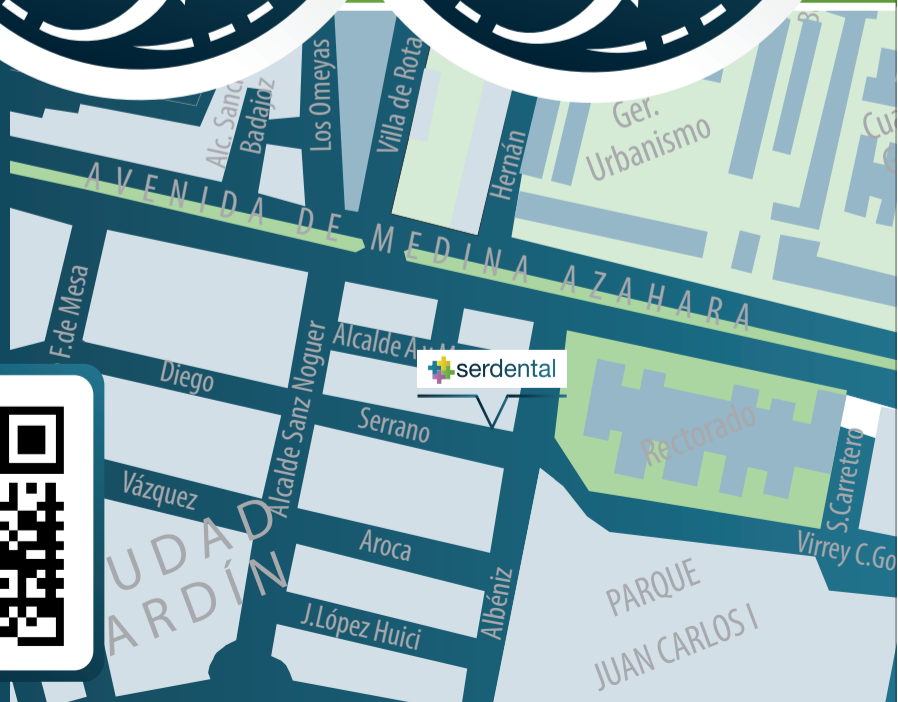 Alc. Sanc
Badajoz
Los Omeyas
Villa de Rota
Hernán
Ger.
Urbanismo
AVENIDA DE MEDINA AZAHARA
F.de Mesa
Diego
Alcalde Sanz Noguer
Alcalde A
serdental
Serrano
Rectorado
S.Carretero
Vázquez
Aroca
Virrey C.Go
UDAD
ARDÍN
J.López Huici
Albéniz
PARQUE
JUAN CARLOS I